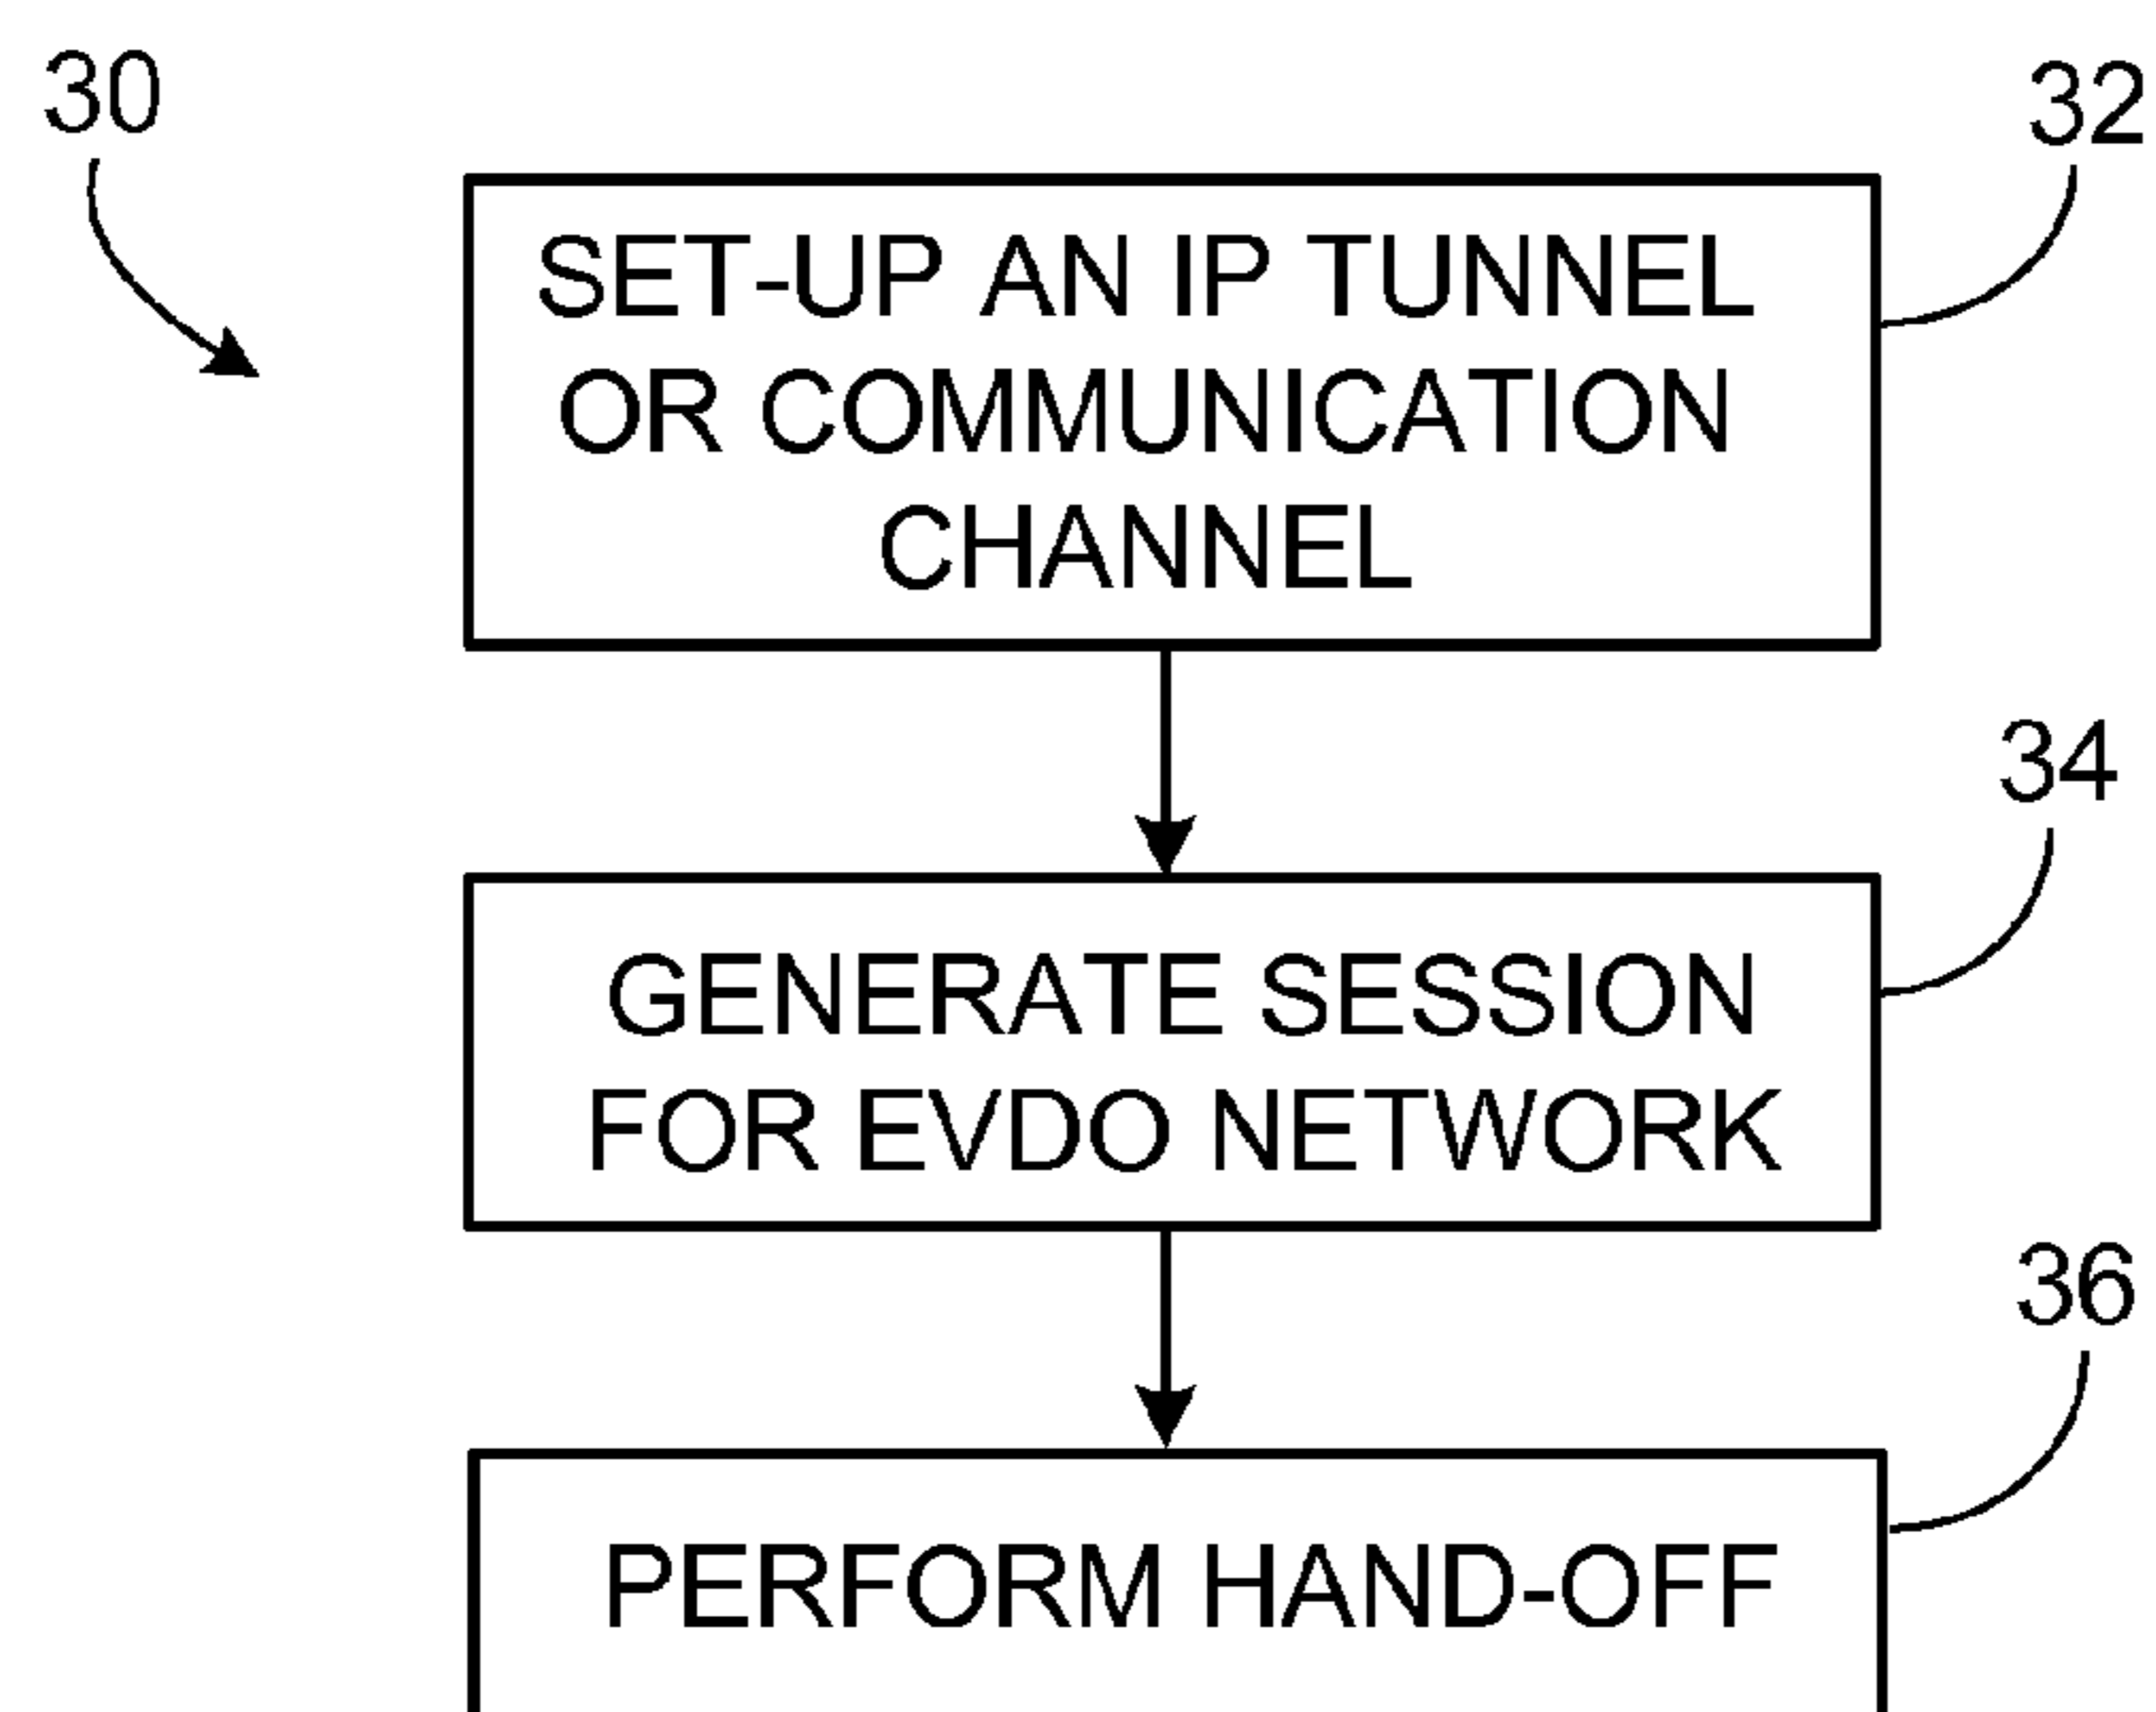 30
32
SET-UP AN IP TUNNEL
OR COMMUNICATION
CHANNEL
34
GENERATE SESSION
FOR EVDO NETWORK
36
PERFORM HAND-OFF